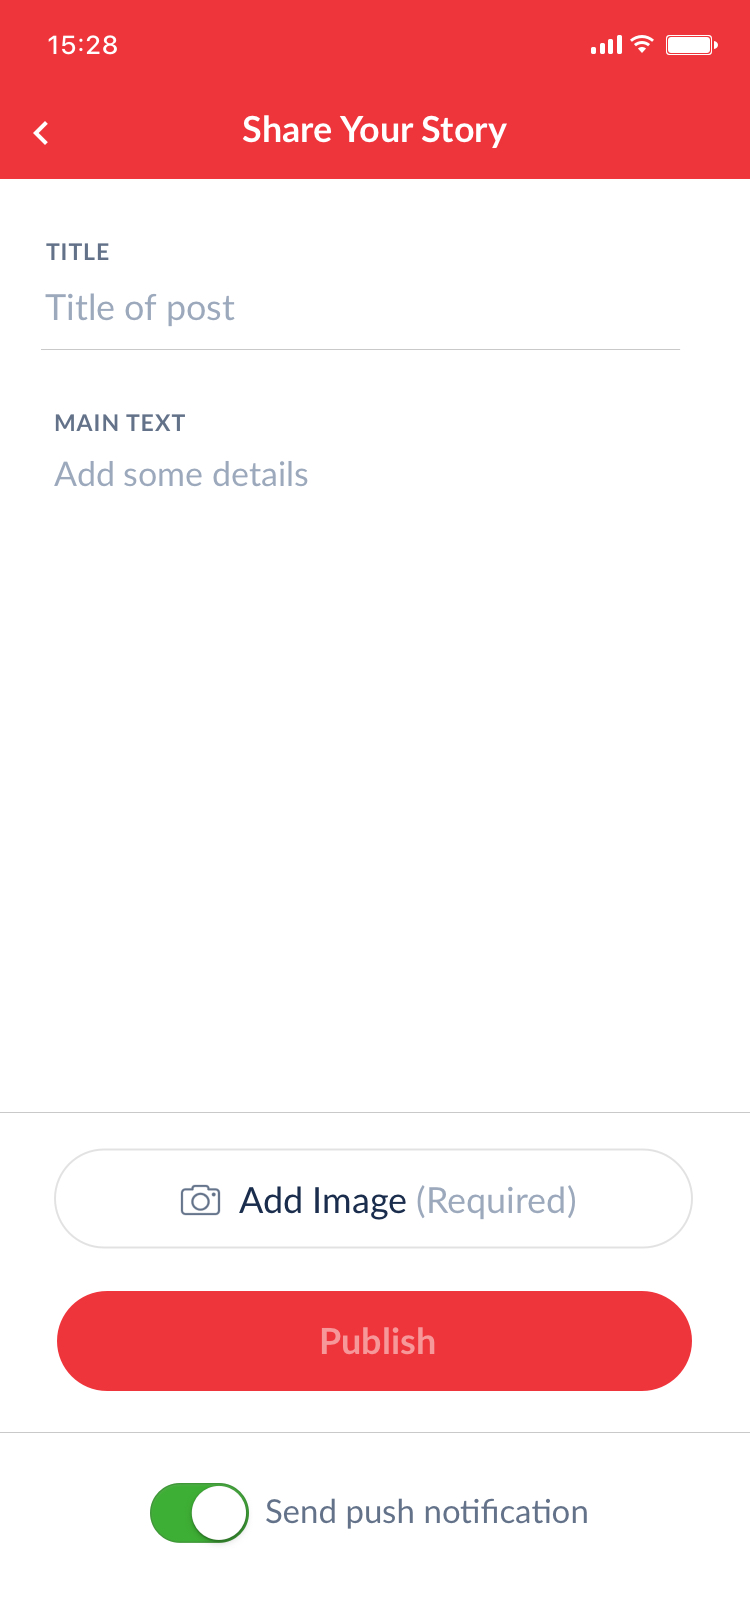 15:28
Share Your Story
TITLE
Title of post
MAIN TEXT
Add some details
Add Image (Required)
Publish
Send push notification